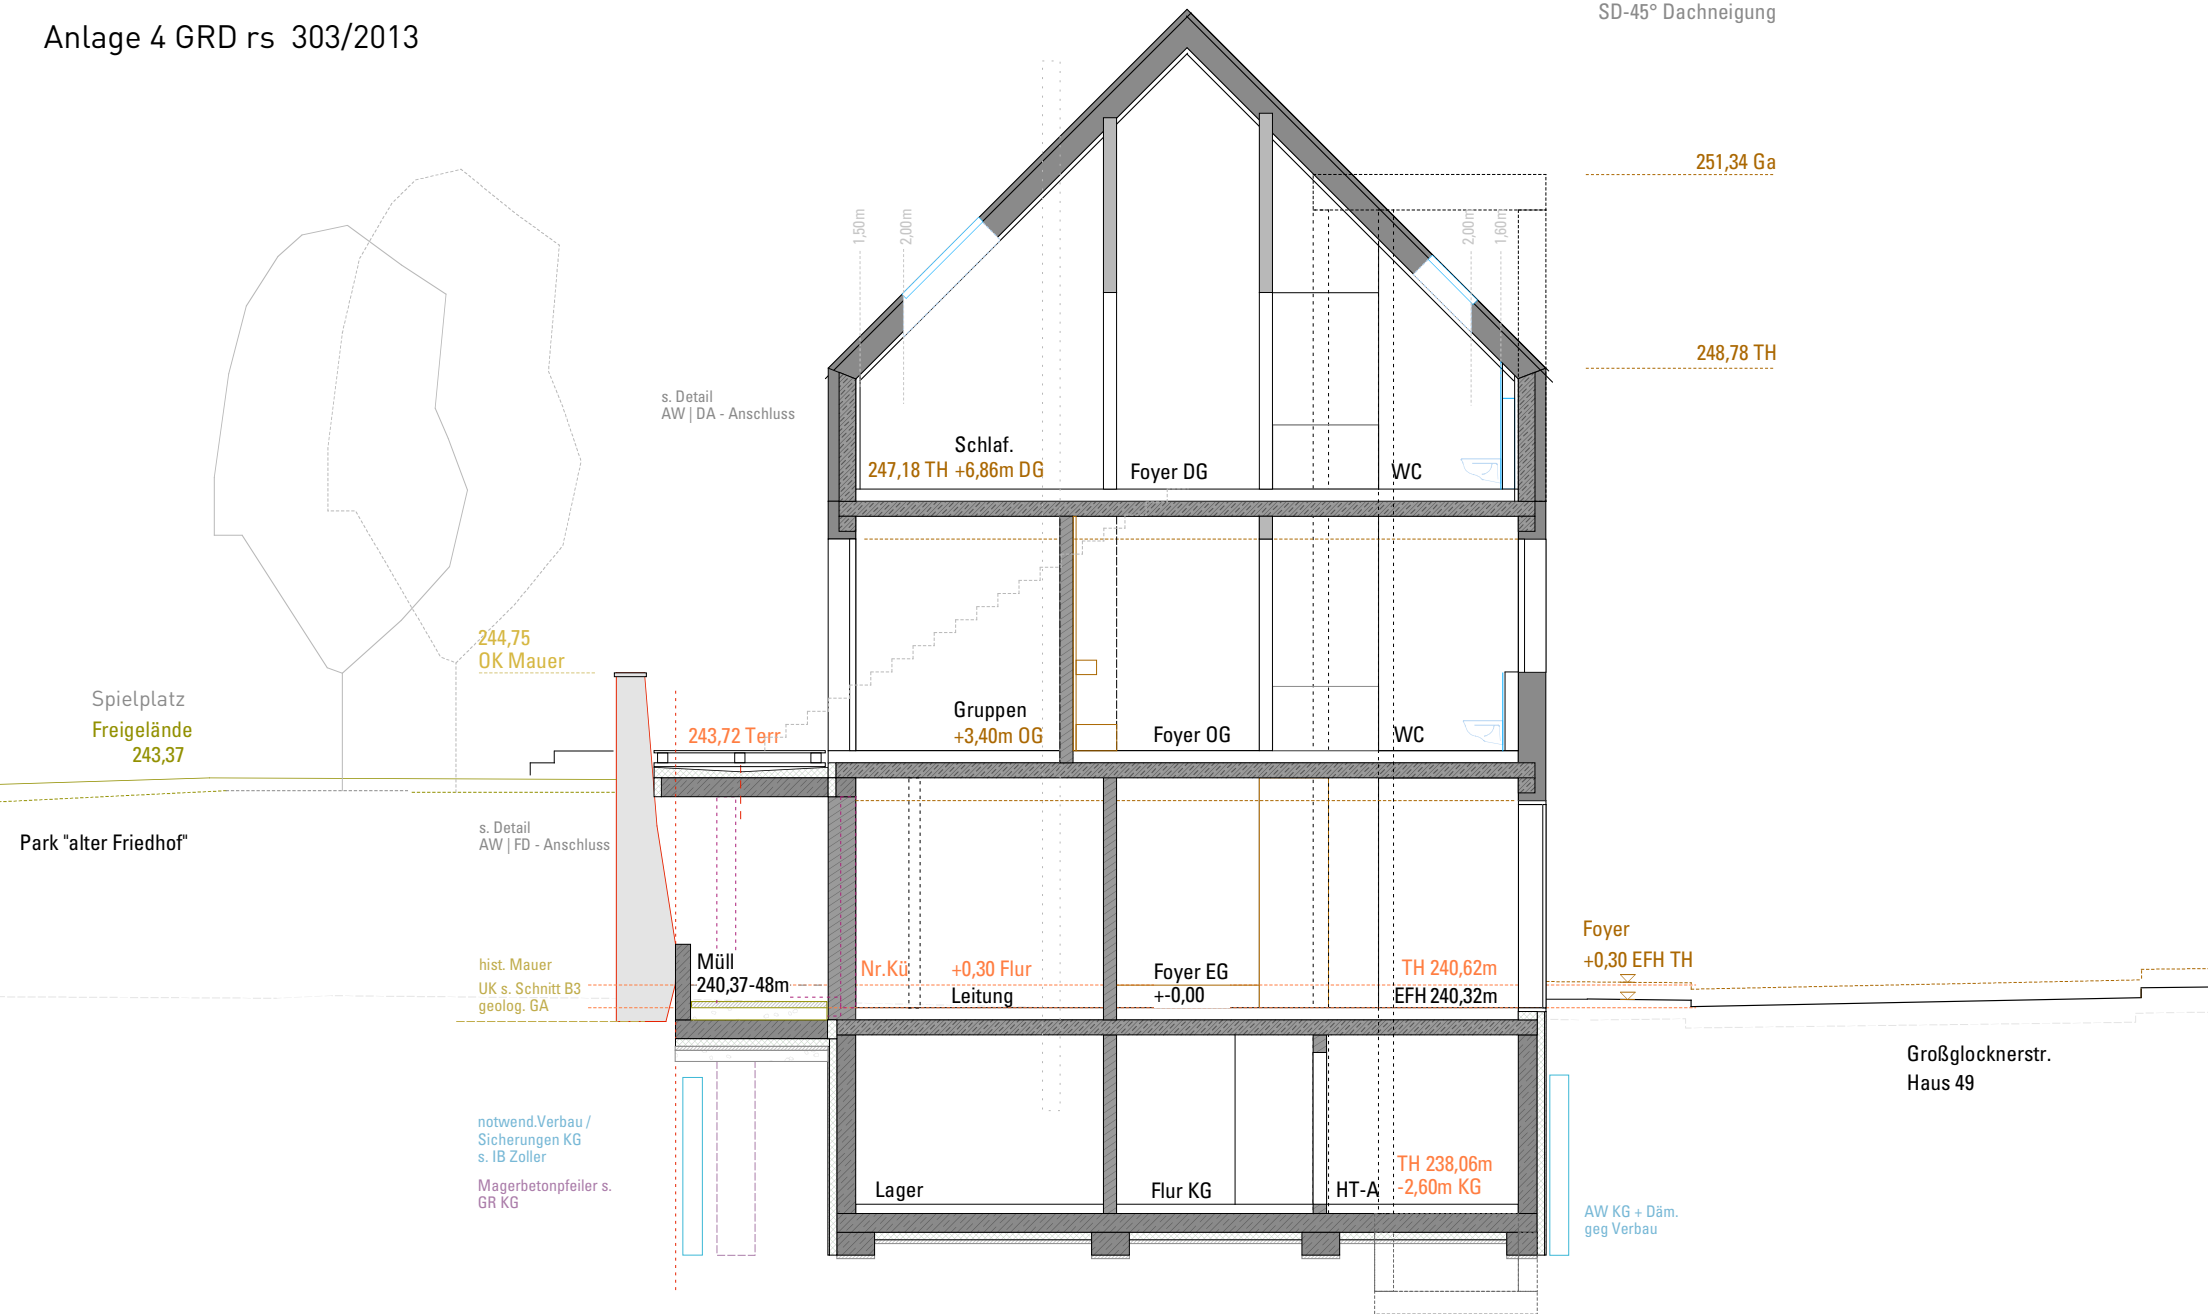 SD-45° Dachneigung
Anlage 4 GRD rs 303/2013
251,34 Ga
1,50m
2,00m
2,00m
1,60m
248,78 TH
s. Detail
AW | DA - Anschluss
Schlaf.
247,18 TH +6,86m DG
Foyer DG
WC
244,75
OK Mauer
Spielplatz
Freigelände
243,37
243,72 Terr
Gruppen
+3,40m OG
Foyer OG
WC
s. Detail
AW | FD - Anschluss
Park "alter Friedhof"
hist. Mauer
UK s. Schnitt B3
geolog. GA
Müll
240,37-48m
Nr.Kü
+0,30 Flur
Leitung
Foyer EG
+-0,00
TH 240,62m
EFH 240,32m
Foyer
+0,30 EFH TH
Großglocknerstr.
Haus 49
notwend.Verbau /
Sicherungen KG
s. IB Zoller
Magerbetonpfeiler s.
GR KG
Lager
Flur KG
HT-A
TH 238,06m
-2,60m KG
AW KG + Däm.
geg Verbau